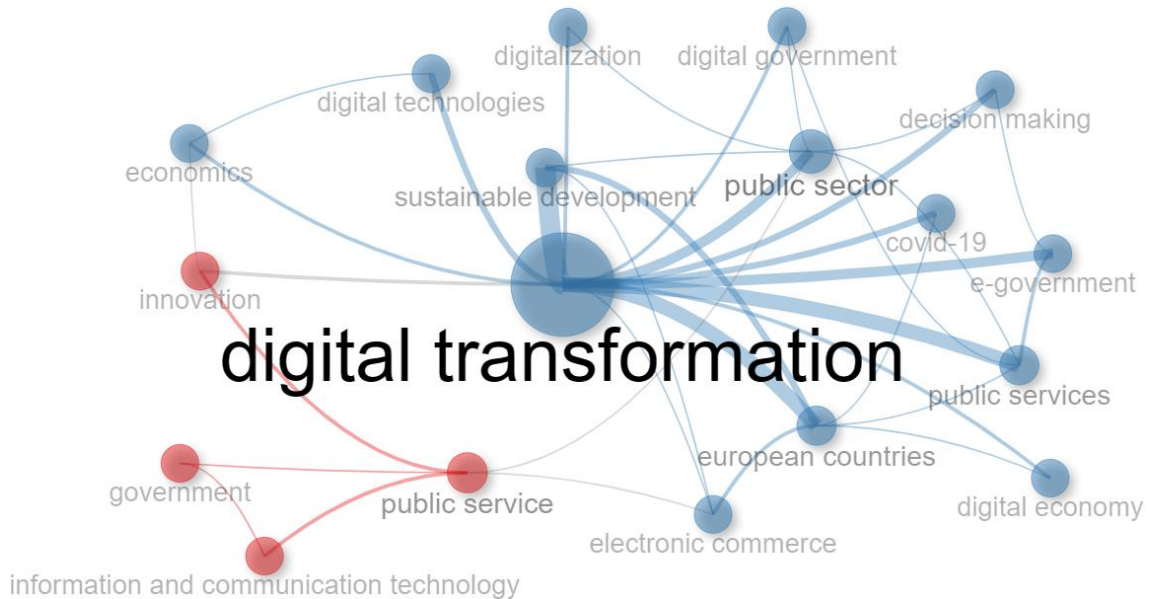 digitalization
digital government
digital technologies
decision making
economics
sustainable development
public sector
covid-19
e-government
innovation
digital transformation
public services
european countries
government
public service
digital economy
electronic commerce
information and communication technology